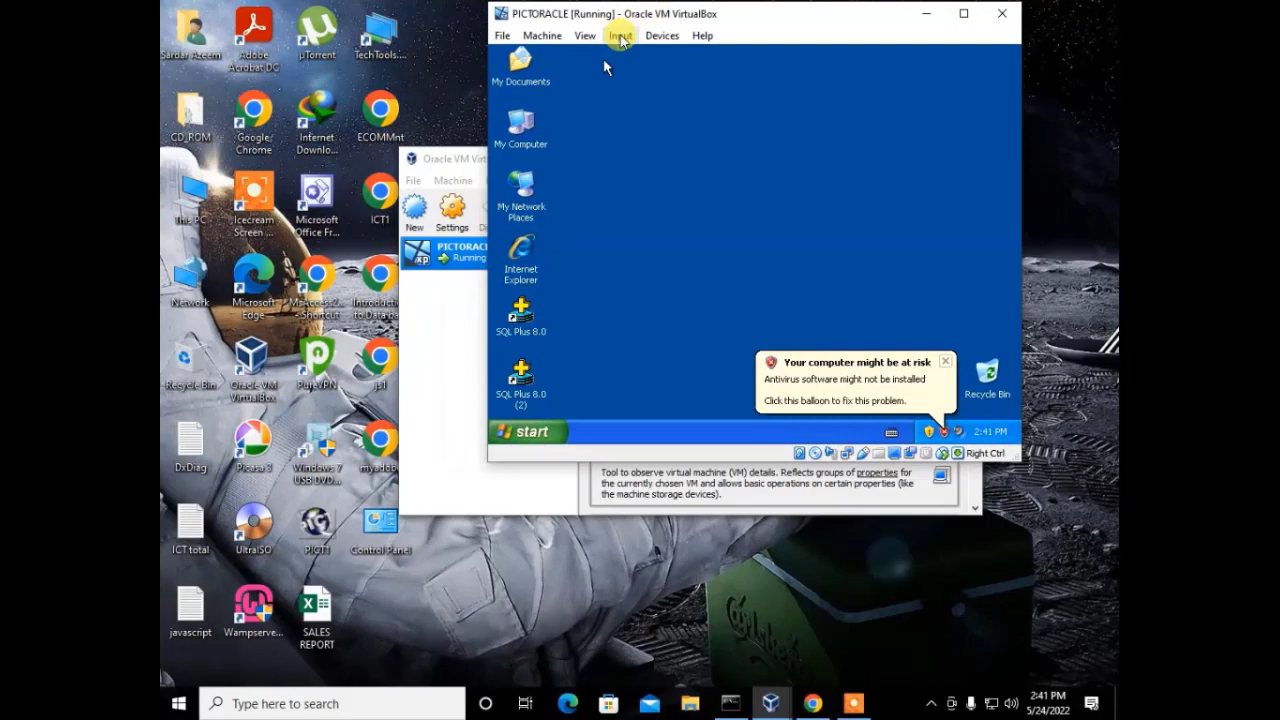 PICTORACLE [Running] - Oracle VM VirtualBox
File Machine View Input Devices Help
My Documents
My Computer
My Network
Places
Internet
Explorer
SQL Plus 8.0
SQL Plus 8.0
(2)
Your computer might be at risk
Antivirus software might not be installed
Click this balloon to fix this problem.
Recycle Bin
start
2:41 PM
Right Ctrl
Oracle VM Virt
File Machine
New Settings
PICTORACL
Running
xp
Tool to observe virtual machine (VM) details. Reflects groups of properties for
the currently chosen VM and allows basic operations on certain properties (like
the machine storage devices).
Sardar Azeem
Adobe
Acrobat DC
µTorrent
TechTools....
CD_ROM
Google
Chrome
Internet
Downlo...
ECOMMnt
This PC
Icecream
Screen ...
Microsoft
Office Fr...
ICT1
Network
Microsoft
Edge
MsAccess2...
- Shortcut
Introducti...
to Data ba...
Recycle Bin
Oracle VM
VirtualBox
PureVPN
js1
DxDiag
Picasa 3
Windows 7
USB DVD...
myadob
ICT total
UltraISO
PICT1
Control Panel
javascript
Wampserve...
SALES
REPORT
Type here to search
2:41 PM
5/24/2022